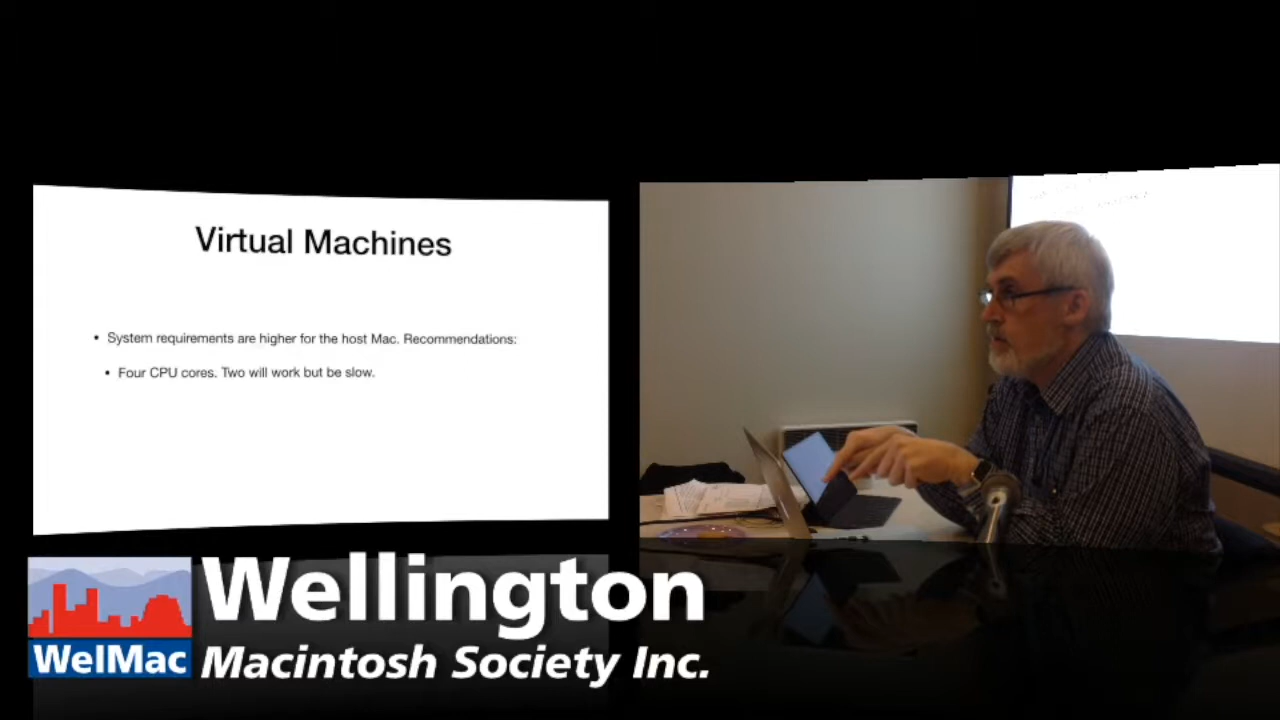 Virtual Machines
• System requirements are higher for the host Mac. Recommendations:
• Four CPU cores. Two will work but be slow.
Wellington
WelMac
Macintosh Society Inc.